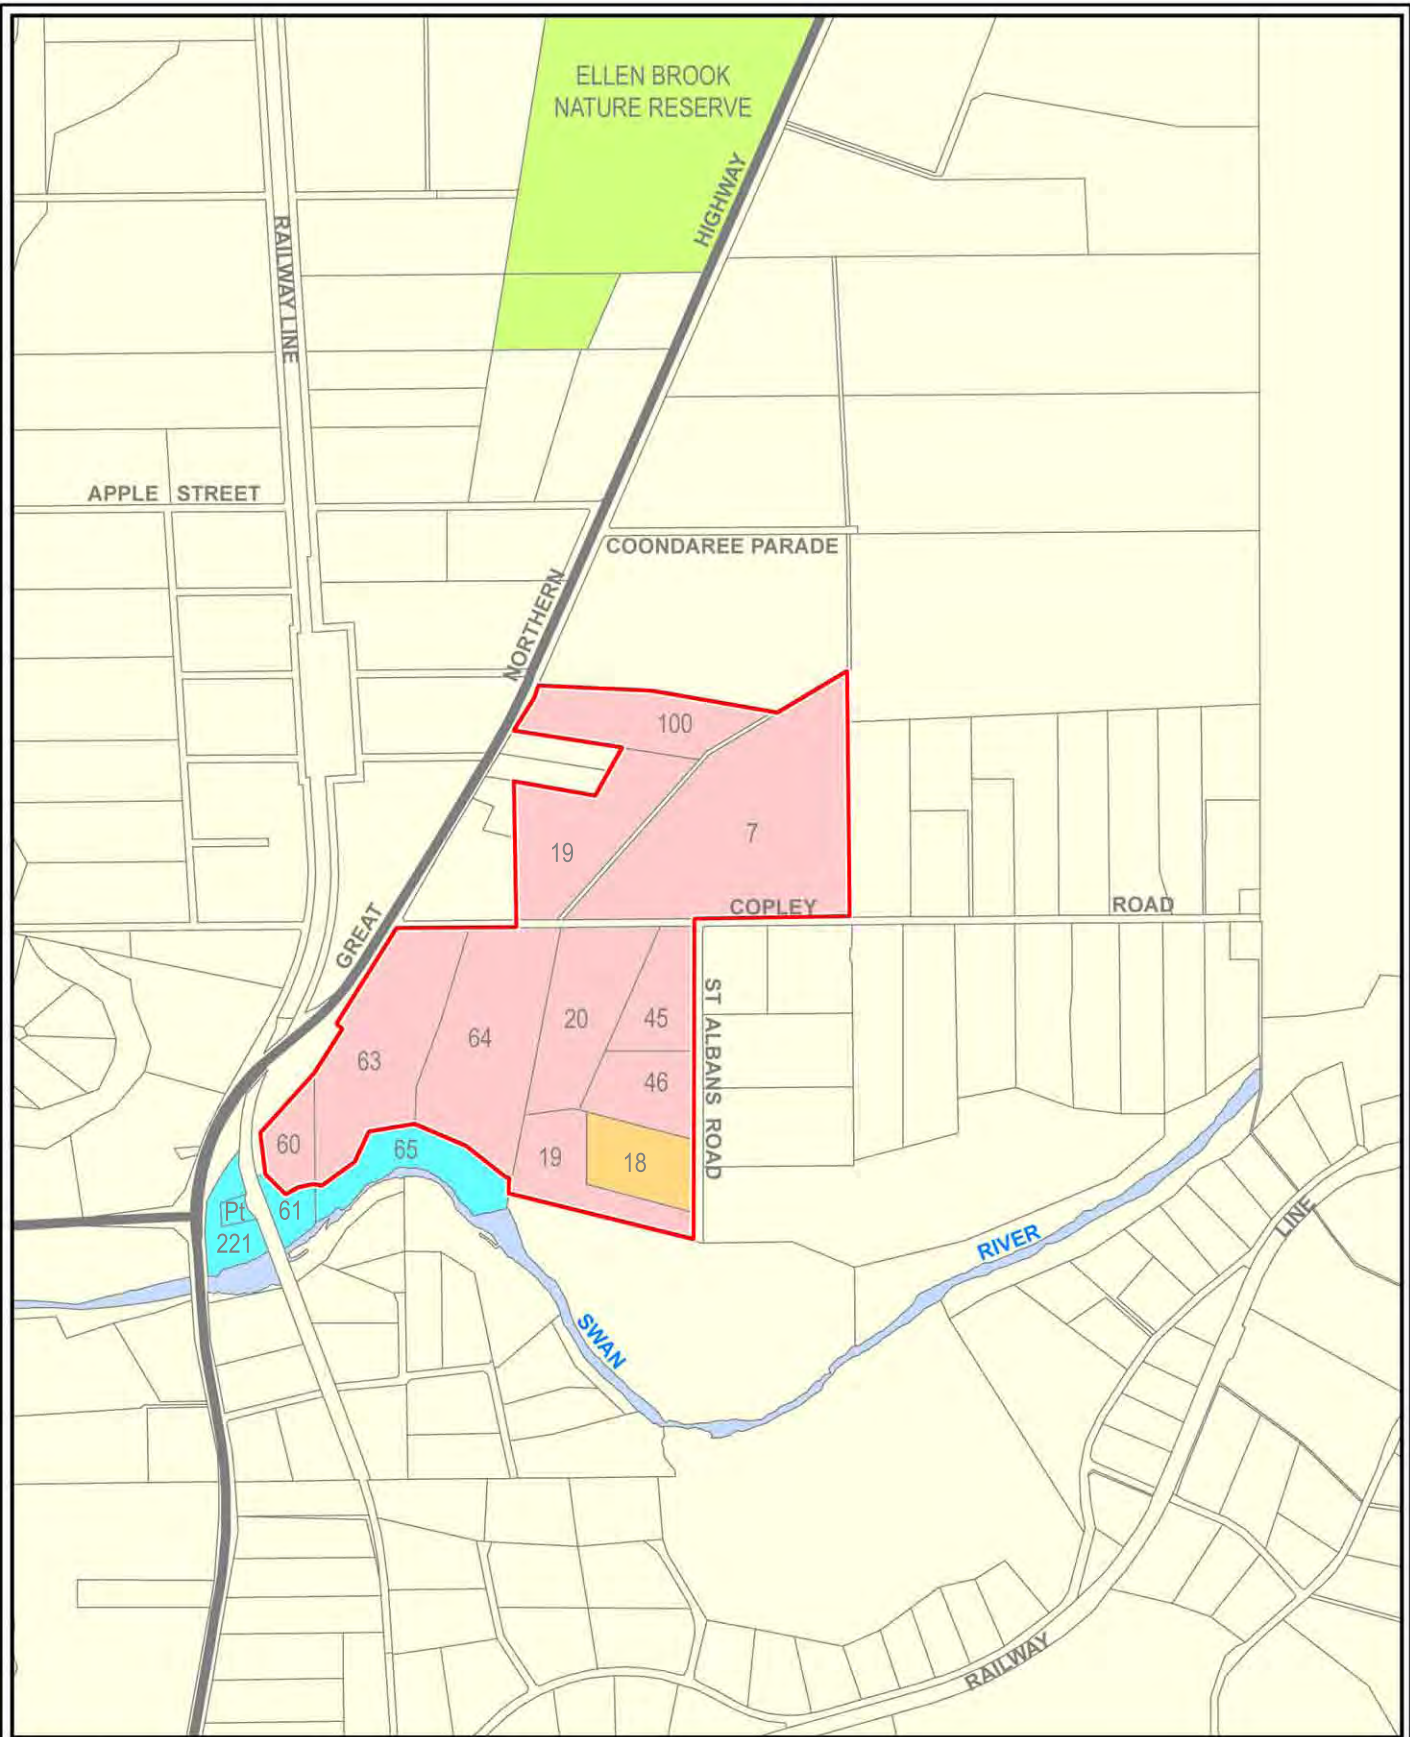 ELLEN BROOK
NATURE RESERVE
HIGHWAY
RAILWAY LINE
APPLE STREET
COONDAREE PARADE
NORTHERN
100
7
19
COPLEY
ROAD
GREAT
ST ALBANS ROAD
20
45
64
63
46
60
65
19
18
Pt
221
61
RIVER
LINE
SWAN
RAILWAY